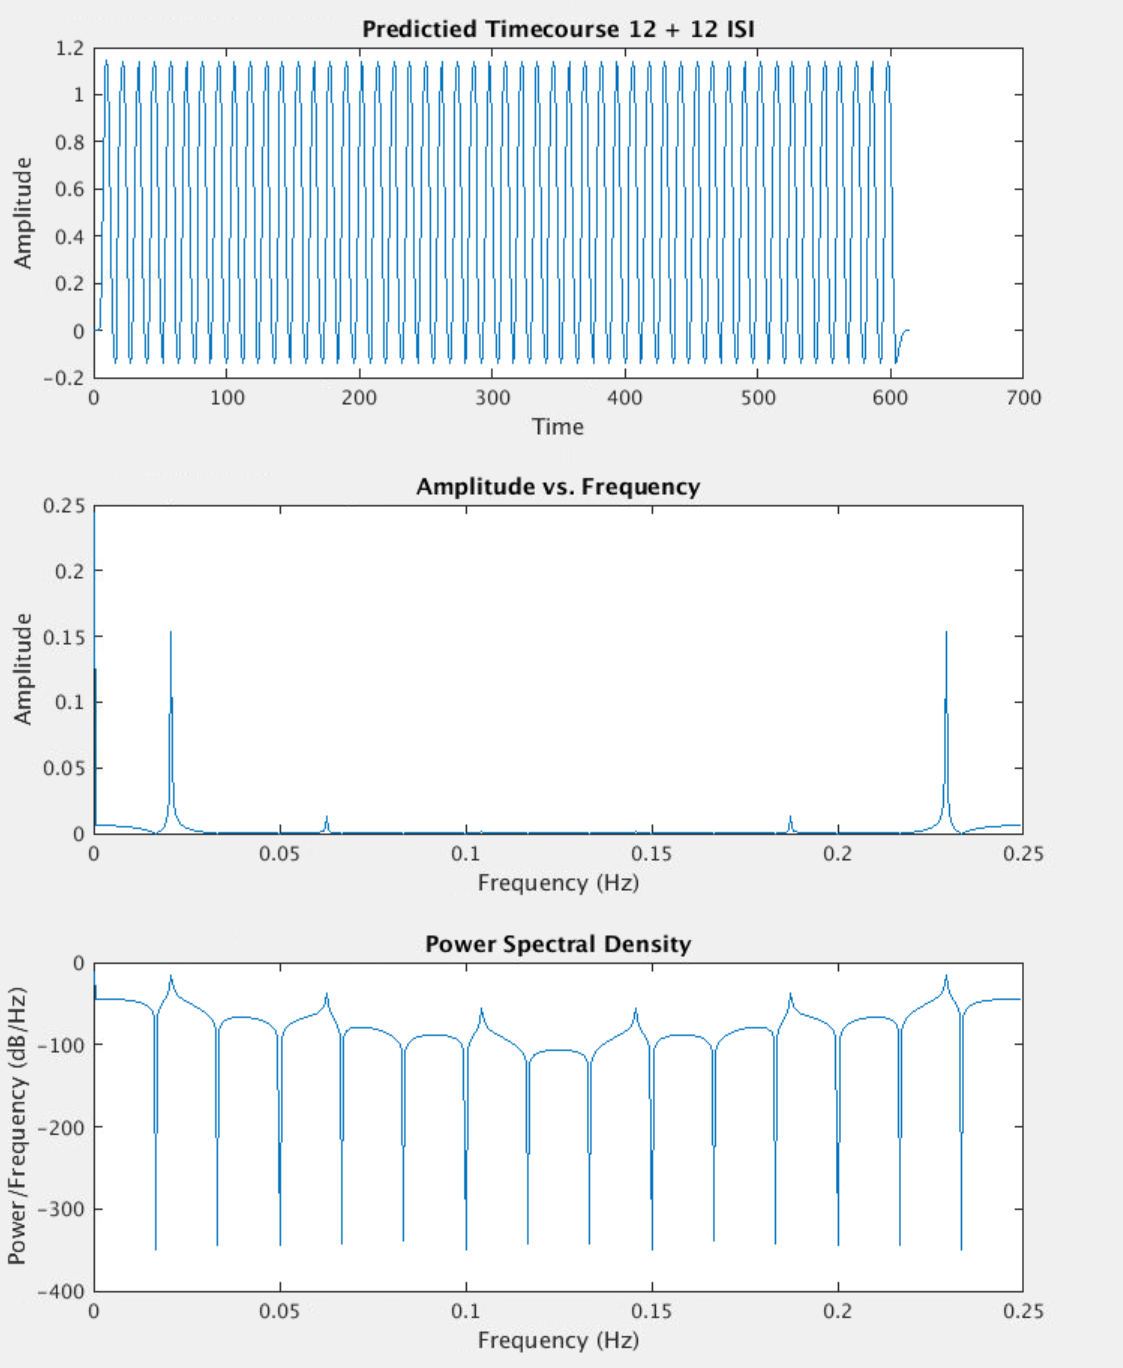 Predictied Timecourse 12 + 12 ISI
1.2
1
0.8
0.6
0.4
0.2
0
−0.2
Amplitude
0 100 200 300 400 500 600 700
Time
Amplitude vs. Frequency
0.25
0.2
0.15
0.1
0.05
0
Amplitude
0 0.05 0.1 0.15 0.2 0.25
Frequency (Hz)
Power Spectral Density
0
−100
−200
−300
−400
Power/Frequency (dB/Hz)
0 0.05 0.1 0.15 0.2 0.25
Frequency (Hz)